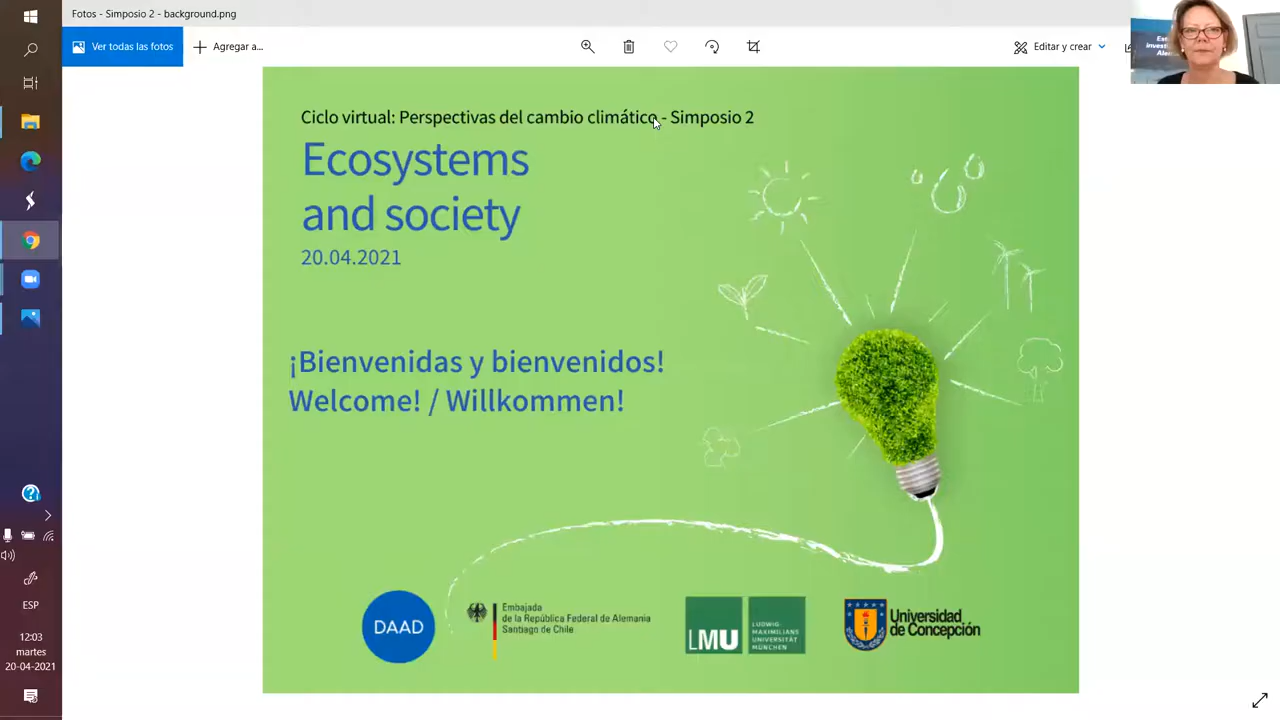 Fotos - Simposio 2 - background.png
Ver todas las fotos
Agregar a...
Editar y crear
Ciclo virtual: Perspectivas del cambio climático - Simposio 2
Ecosystems
and society
20.04.2021
¡Bienvenidas y bienvenidos!
Welcome! / Willkommen!
DAAD
Embajada
de la República Federal de Alemania
Santiago de Chile
LMU
LUDWIG-
MAXIMILIANS
UNIVERSITÄT
MÜNCHEN
Universidad
de Concepción
ESP
12:03
martes
20-04-2021